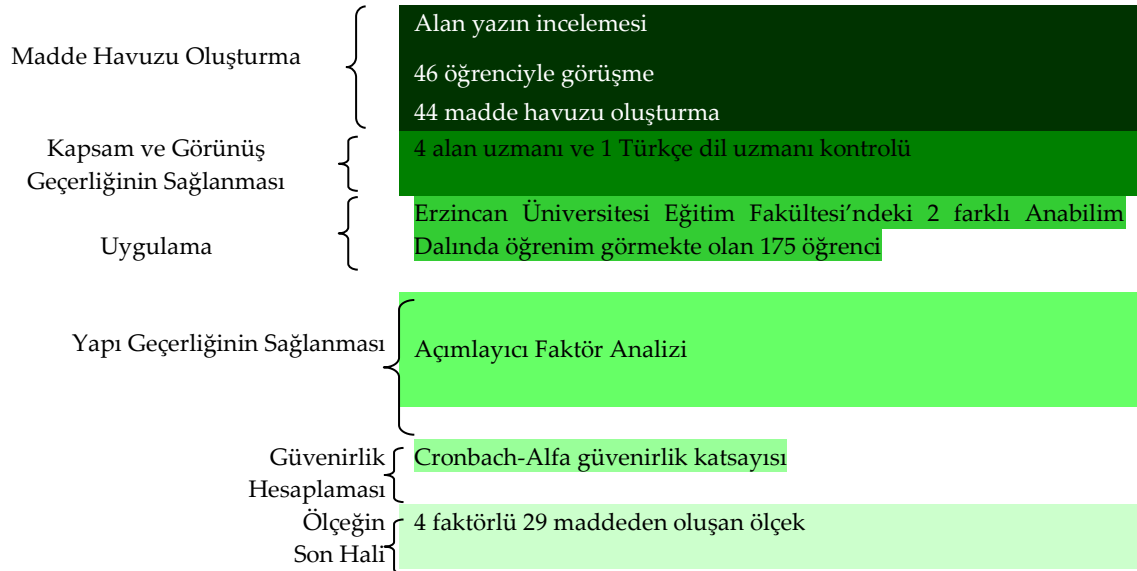 Madde Havuzu Oluşturma
Alan yazın incelemesi
46 öğrenciyle görüşme
44 madde havuzu oluşturma
Kapsam ve Görünüş
Geçerliğinin Sağlanması
4 alan uzmanı ve 1 Türkçe dil uzmanı kontrolü
Uygulama
Erzincan Üniversitesi Eğitim Fakültesi’ndeki 2 farklı Anabilim
Dalında öğrenim görmekte olan 175 öğrenci
Yapı Geçerliğinin Sağlanması
Açımlayıcı Faktör Analizi
Güvenirlik
Hesaplaması
Cronbach-Alfa güvenirlik katsayısı
Ölçeğin
Son Hali
4 faktörlü 29 maddeden oluşan ölçek